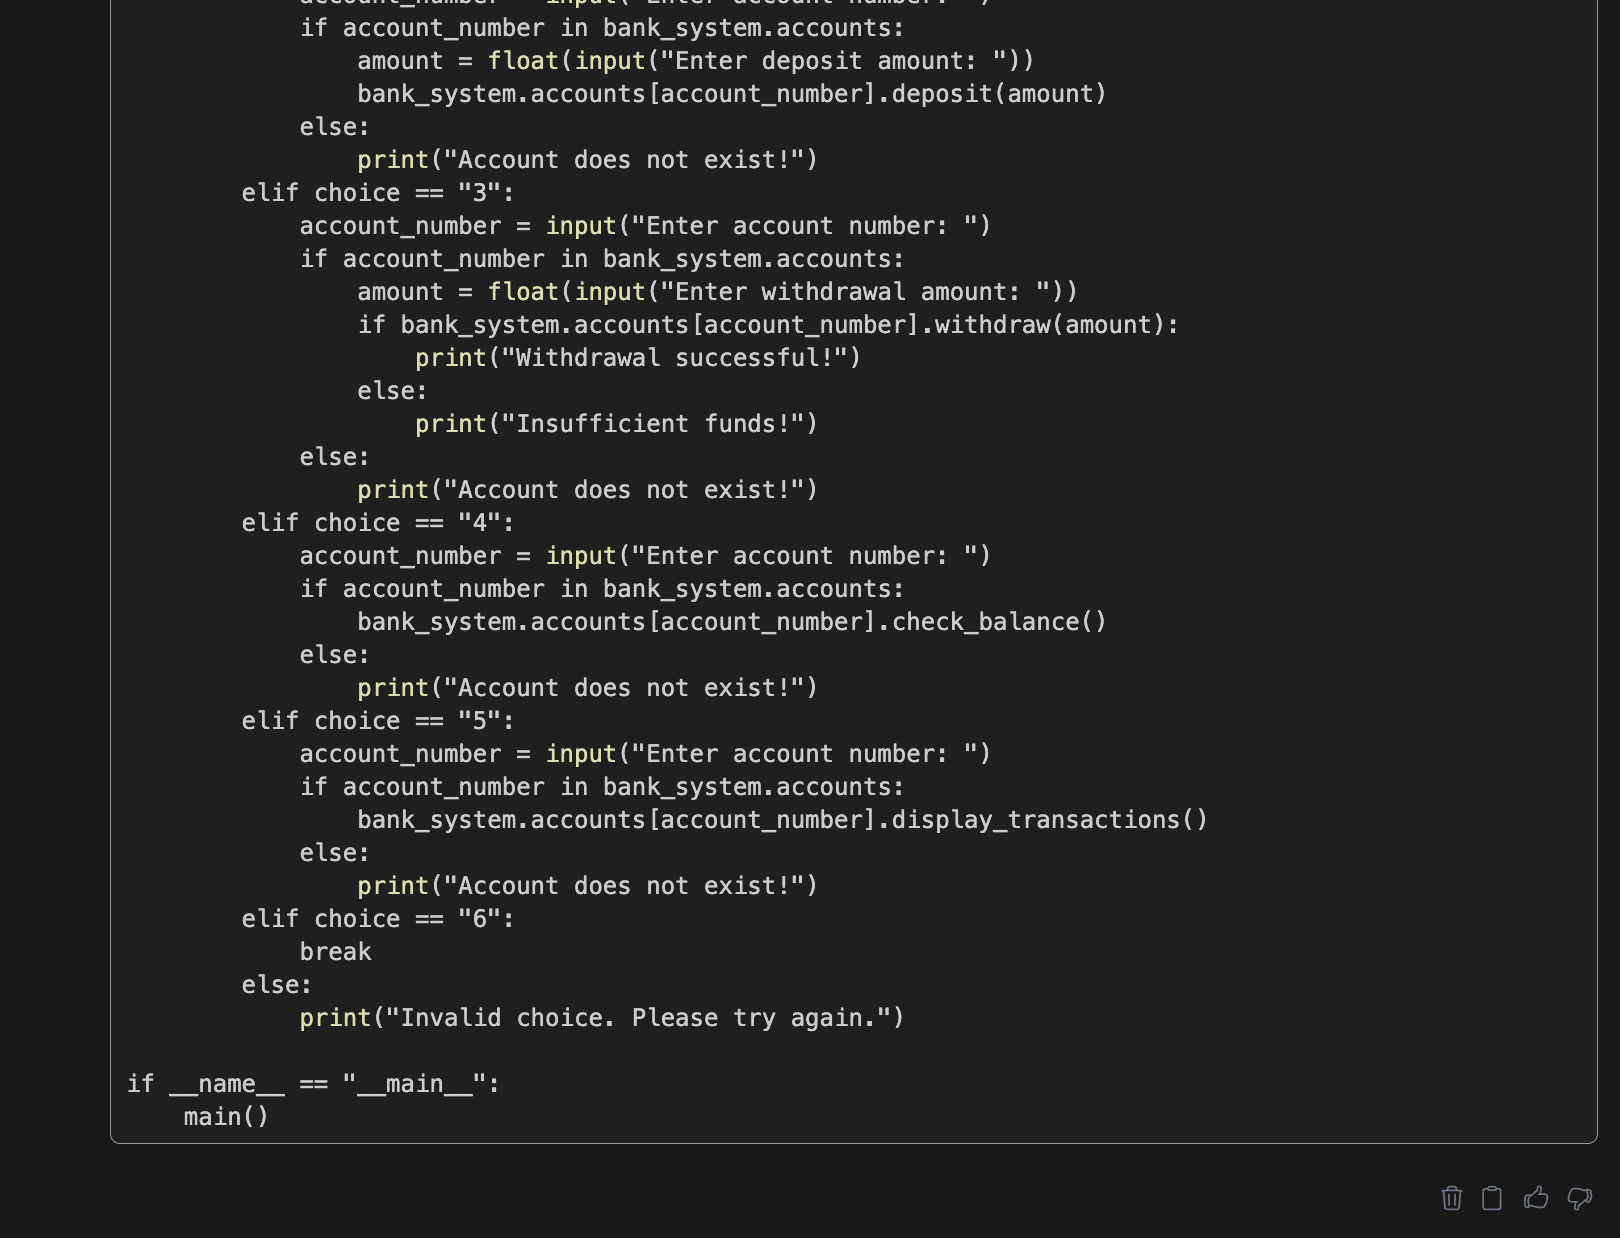 account_number = input("Enter account number: ")
if account_number in bank_system.accounts:
amount = float(input("Enter deposit amount: "))
bank_system.accounts[account_number].deposit(amount)
else:
print("Account does not exist!")
elif choice == "3":
account_number = input("Enter account number: ")
if account_number in bank_system.accounts:
amount = float(input("Enter withdrawal amount: "))
if bank_system.accounts[account_number].withdraw(amount):
print("Withdrawal successful!")
else:
print("Insufficient funds!")
else:
print("Account does not exist!")
elif choice == "4":
account_number = input("Enter account number: ")
if account_number in bank_system.accounts:
bank_system.accounts[account_number].check_balance()
else:
print("Account does not exist!")
elif choice == "5":
account_number = input("Enter account number: ")
if account_number in bank_system.accounts:
bank_system.accounts[account_number].display_transactions()
else:
print("Account does not exist!")
elif choice == "6":
break
else:
print("Invalid choice. Please try again.")
if __name__ == "__main__":
main()